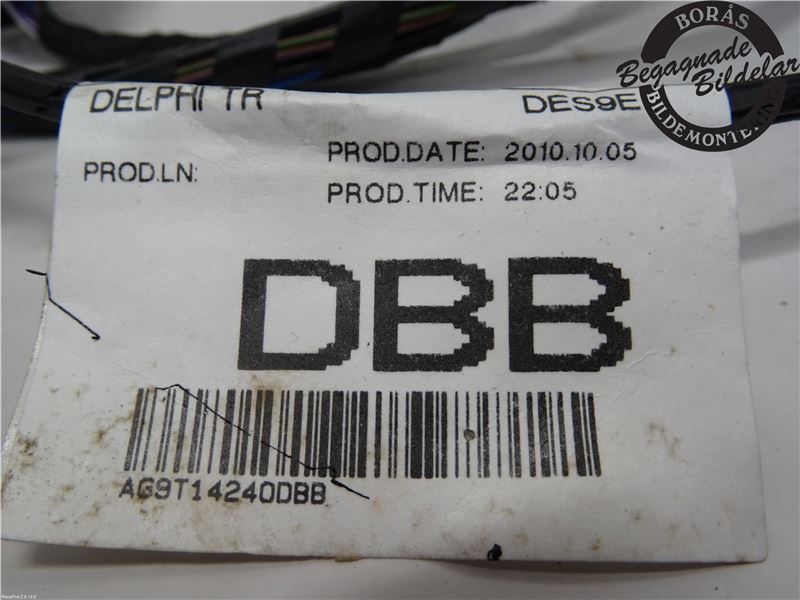 BORÅS
Begagnade
Bildelar
BILDEMONTERING
DELPHI TR DES9E
PROD.DATE: 2010.10.05
PROD.LN:
PROD.TIME: 22:05
DBB
AG9T14240DBB